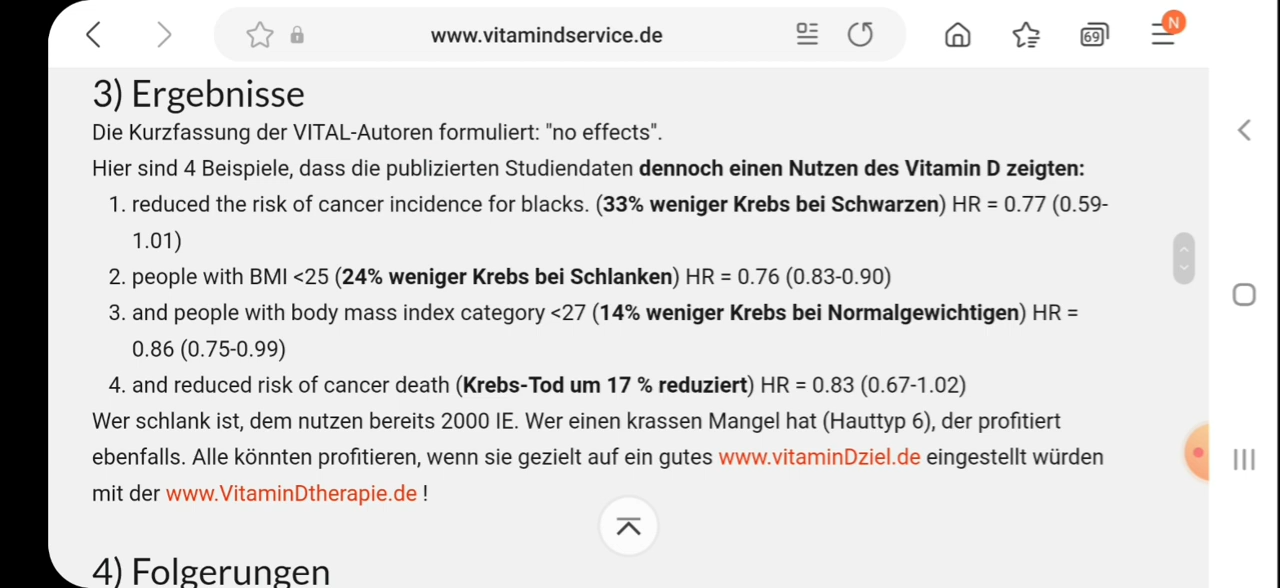 www.vitamindservice.de
69
N
3) Ergebnisse
Die Kurzfassung der VITAL-Autoren formuliert: "no effects".
Hier sind 4 Beispiele, dass die publizierten Studiendaten dennoch einen Nutzen des Vitamin D zeigten:
1. reduced the risk of cancer incidence for blacks. (33% weniger Krebs bei Schwarzen) HR = 0.77 (0.59-
1.01)
2. people with BMI <25 (24% weniger Krebs bei Schlanken) HR = 0.76 (0.83-0.90)
3. and people with body mass index category <27 (14% weniger Krebs bei Normalgewichtigen) HR =
0.86 (0.75-0.99)
4. and reduced risk of cancer death (Krebs-Tod um 17 % reduziert) HR = 0.83 (0.67-1.02)
Wer schlank ist, dem nutzen bereits 2000 IE. Wer einen krassen Mangel hat (Hauttyp 6), der profitiert
ebenfalls. Alle könnten profitieren, wenn sie gezielt auf ein gutes www.vitaminDziel.de eingestellt würden
mit der www.VitaminDtherapie.de !
4) Folgerungen